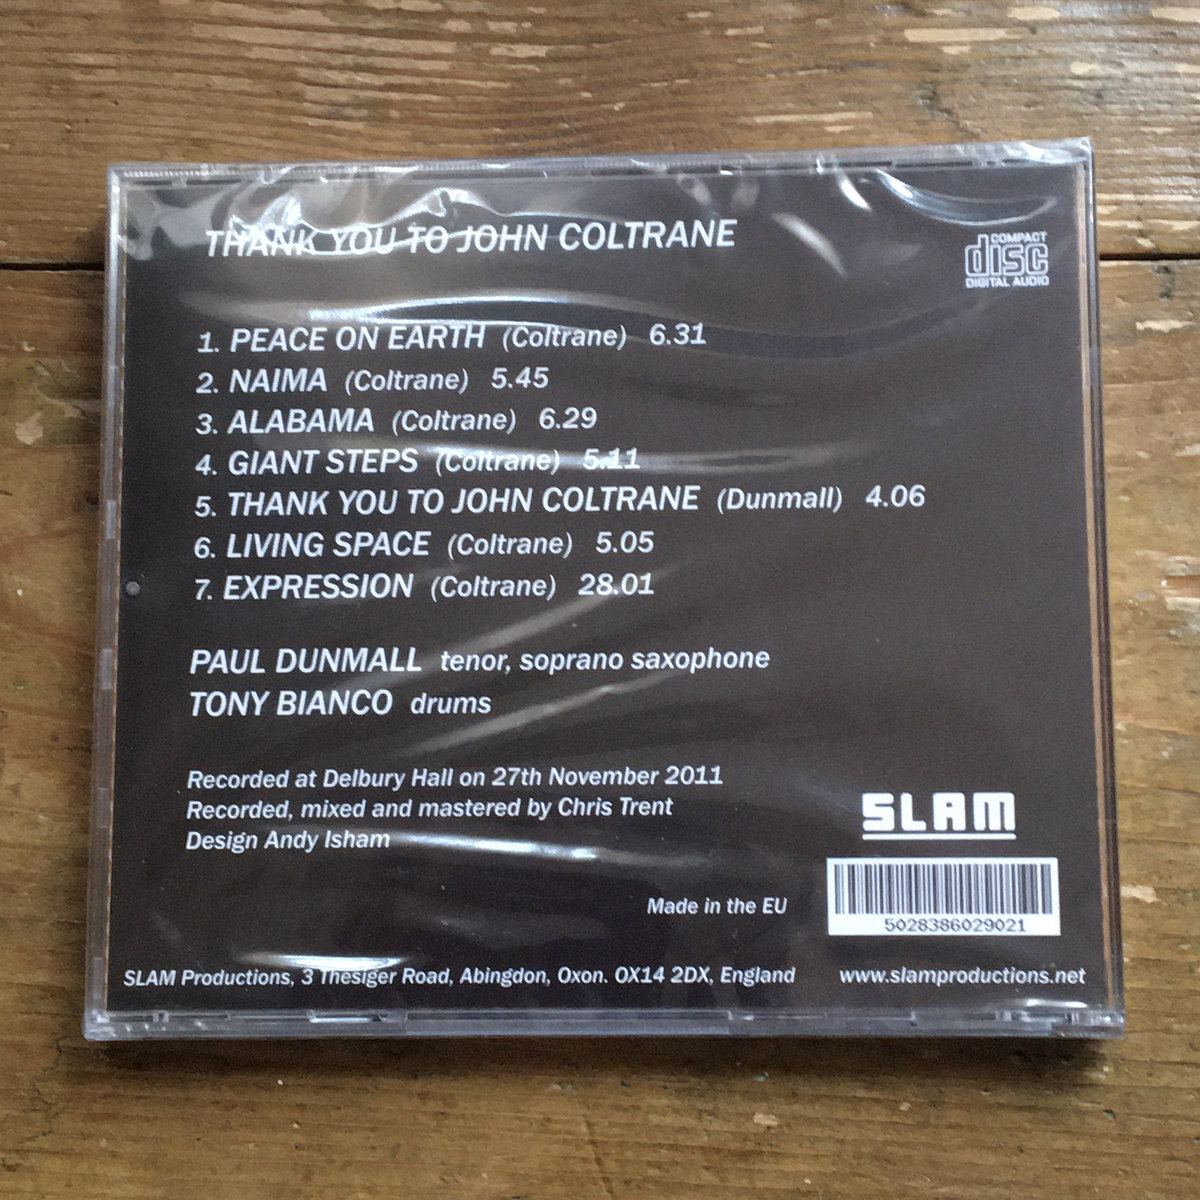 THANK YOU TO JOHN COLTRANE
COMPACT
disc
DIGITAL AUDIO
1. PEACE ON EARTH (Coltrane) 6.31
2. NAIMA (Coltrane) 5.45
3. ALABAMA (Coltrane) 6.29
4. GIANT STEPS (Coltrane) 5.11
5. THANK YOU TO JOHN COLTRANE (Dunmall) 4.06
6. LIVING SPACE (Coltrane) 5.05
7. EXPRESSION (Coltrane) 28.01
PAUL DUNMALL tenor, soprano saxophone
TONY BIANCO drums
Recorded at Delbury Hall on 27th November 2011
Recorded, mixed and mastered by Chris Trent
Design Andy Isham
SLAM
Made in the EU
5028386029021
SLAM Productions, 3 Thesiger Road, Abingdon, Oxon. OX14 2DX, England www.slamproductions.net